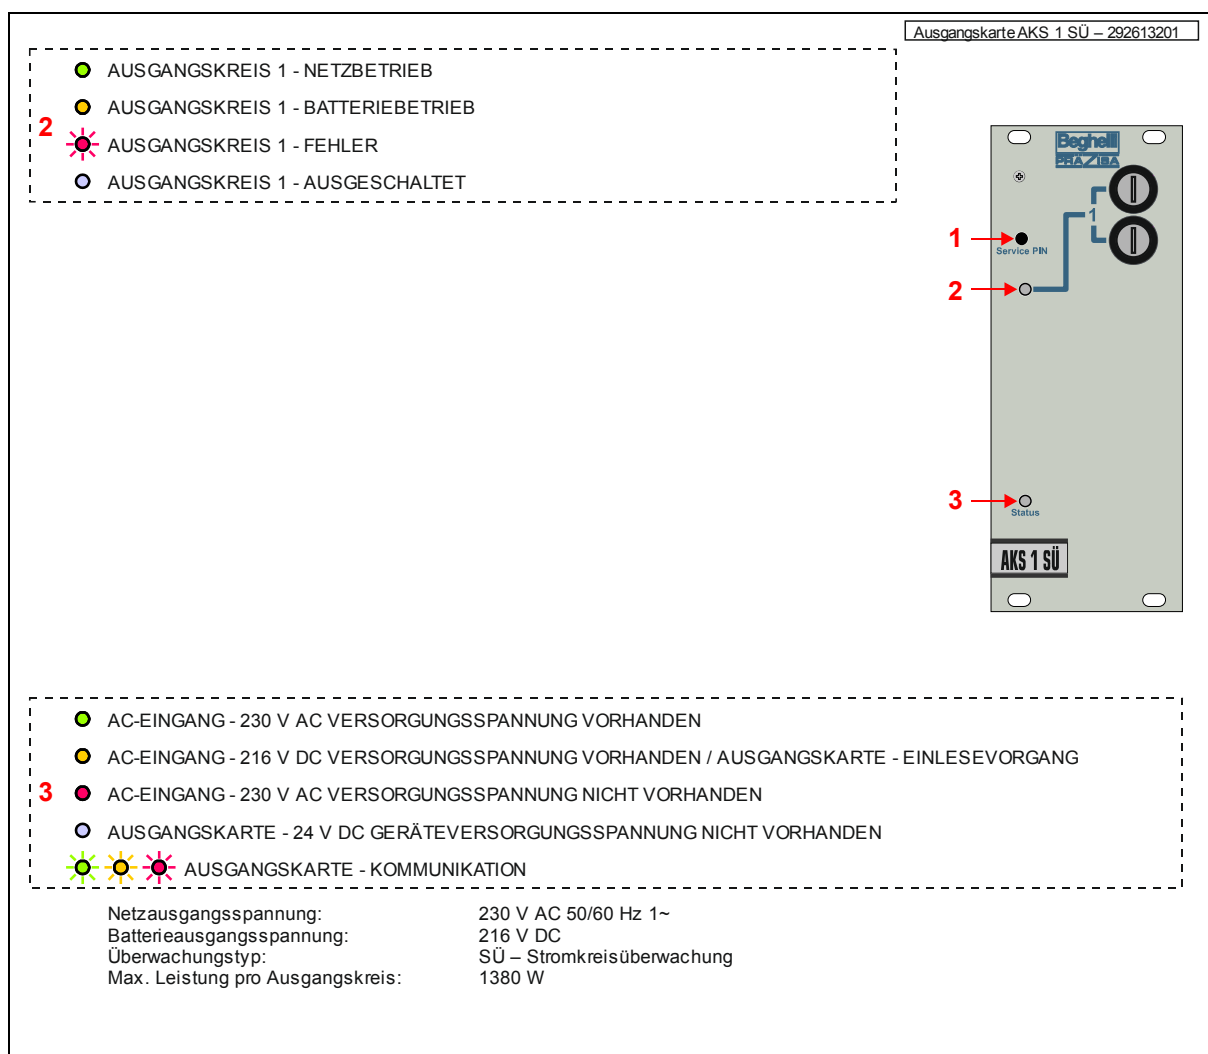 Ausgangskarte AKS 1 SÜ – 292613201
AUSGANGSKREIS 1 - NETZBETRIEB
AUSGANGSKREIS 1 - BATTERIEBETRIEB
2
AUSGANGSKREIS 1 - FEHLER
AUSGANGSKREIS 1 - AUSGESCHALTET
Beghelli
PRÄZISA
1
1
Service PIN
2
3
Status
AKS 1 SÜ
AC-EINGANG - 230 V AC VERSORGUNGSSPANNUNG VORHANDEN
AC-EINGANG - 216 V DC VERSORGUNGSSPANNUNG VORHANDEN / AUSGANGSKARTE - EINLESEVORGANG
3 AC-EINGANG - 230 V AC VERSORGUNGSSPANNUNG NICHT VORHANDEN
AUSGANGSKARTE - 24 V DC GERÄTEVERSORGUNGSSPANNUNG NICHT VORHANDEN
AUSGANGSKARTE - KOMMUNIKATION
Netzausgangsspannung: 230 V AC 50/60 Hz 1~
Batterieausgangsspannung: 216 V DC
Überwachungstyp: SÜ – Stromkreisüberwachung
Max. Leistung pro Ausgangskreis: 1380 W